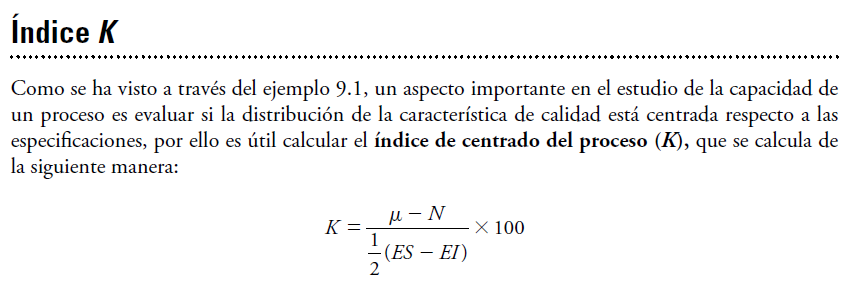 Índice K
Como se ha visto a través del ejemplo 9.1, un aspecto importante en el estudio de la capacidad de
un proceso es evaluar si la distribución de la característica de calidad está centrada respecto a las
especificaciones, por ello es útil calcular el índice de centrado del proceso (K), que se calcula de
la siguiente manera:
K = \frac{μ − N}{\frac{1}{2}(ES − EI)} × 100